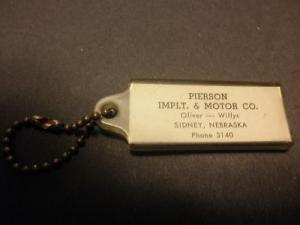 PIERSON
IMPLT. & MOTOR CO.
Oliver — Willys
SIDNEY, NEBRASKA
Phone 3140